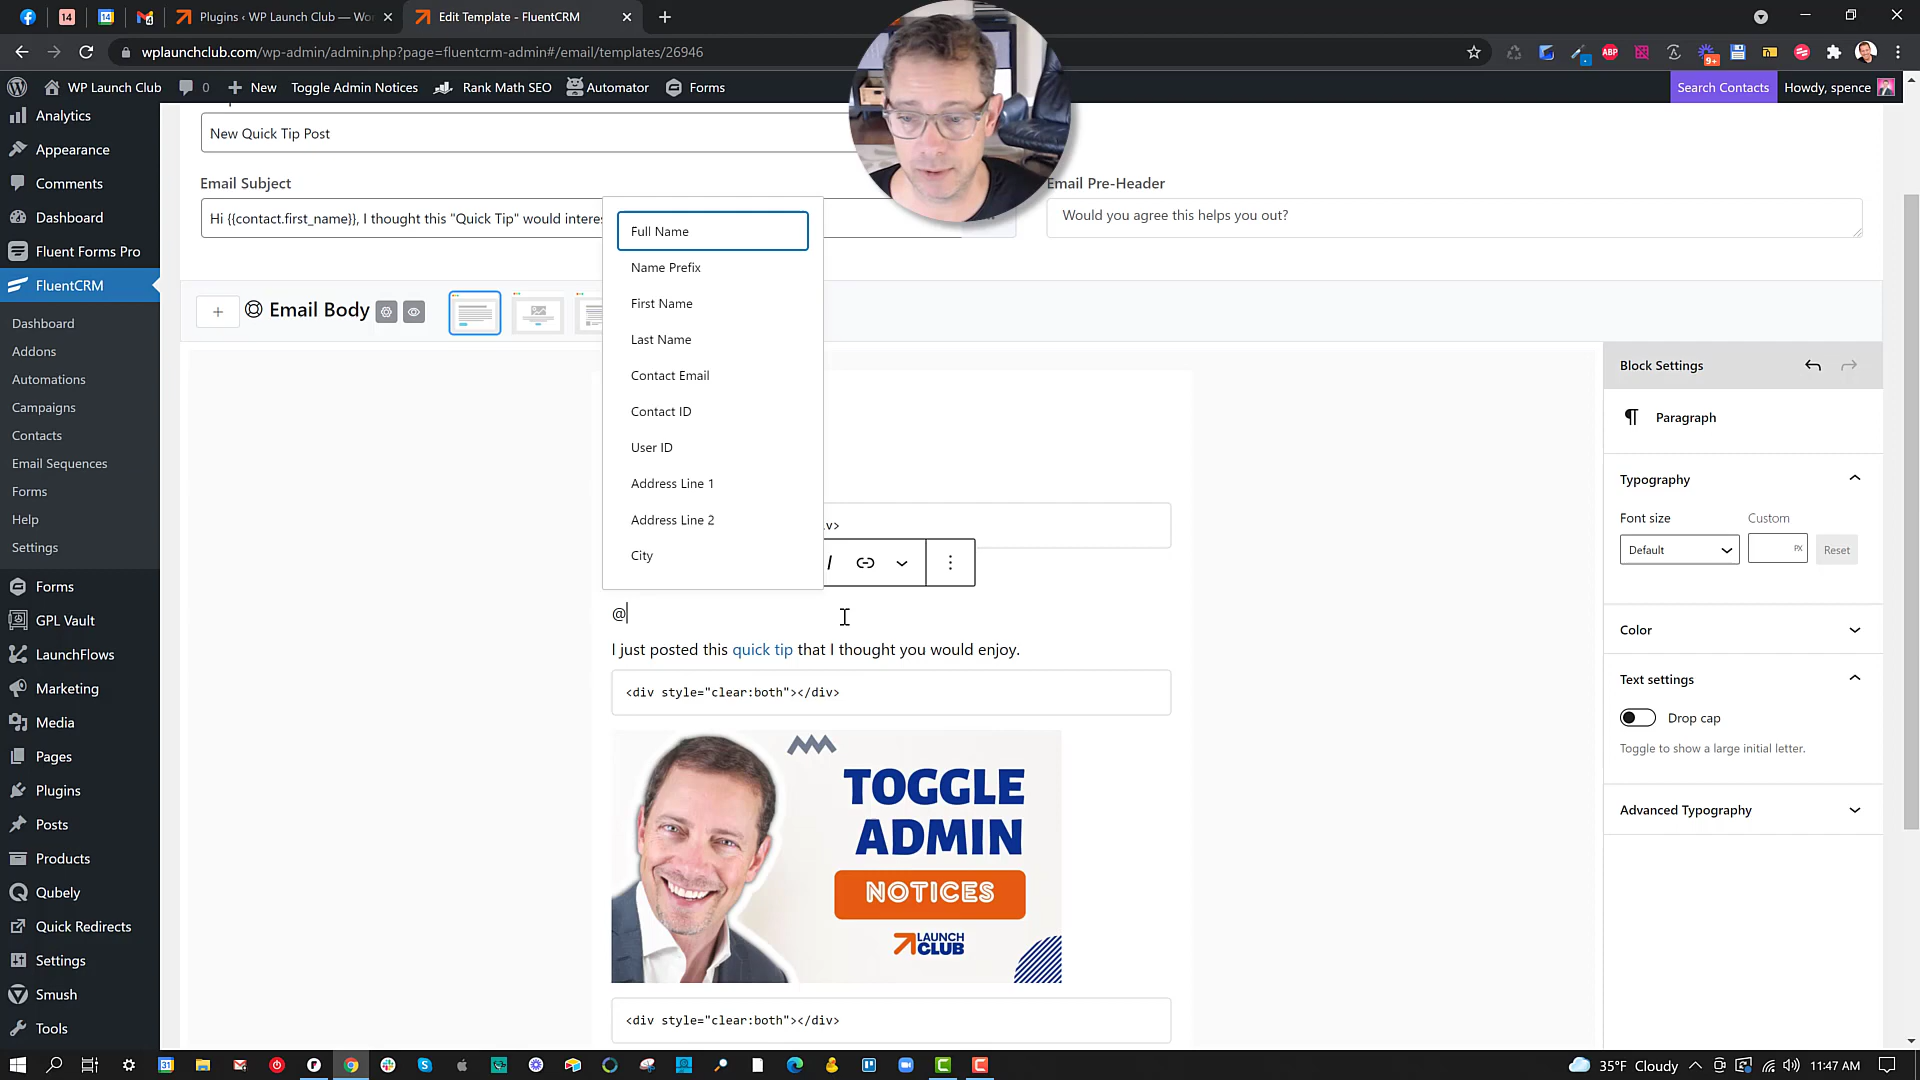 14
31
Plugins ‹ WP Launch Club — Wor
Edit Template - FluentCRM
wplaunchclub.com/wp-admin/admin.php?page=fluentcrm-admin#/email/templates/26946
ABP
9+
WP Launch Club
0
New
Toggle Admin Notices
Rank Math SEO
Automator
Forms
Search Contacts
Howdy, spence
Analytics
Appearance
Comments
Dashboard
Fluent Forms Pro
FluentCRM
Dashboard
Addons
Automations
Campaigns
Contacts
Email Sequences
Forms
Help
Settings
Forms
GPL Vault
LaunchFlows
Marketing
Media
Pages
Plugins
Posts
Products
Qubely
Quick Redirects
Settings
Smush
Tools
New Quick Tip Post
Email Subject
Hi {{contact.first_name}}, I thought this "Quick Tip" would interes
Email Pre-Header
Would you agree this helps you out?
Email Body
Full Name
Name Prefix
First Name
Last Name
Contact Email
Contact ID
User ID
Address Line 1
Address Line 2
City
v>
I
@
I just posted this quick tip that I thought you would enjoy.
<div style="clear:both"></div>
TOGGLE
ADMIN
NOTICES
LAUNCH
CLUB
<div style="clear:both"></div>
Block Settings
Paragraph
Typography
Font size
Custom
Default
PX
Reset
Color
Text settings
Drop cap
Toggle to show a large initial letter.
Advanced Typography
31
35°F Cloudy
11:47 AM